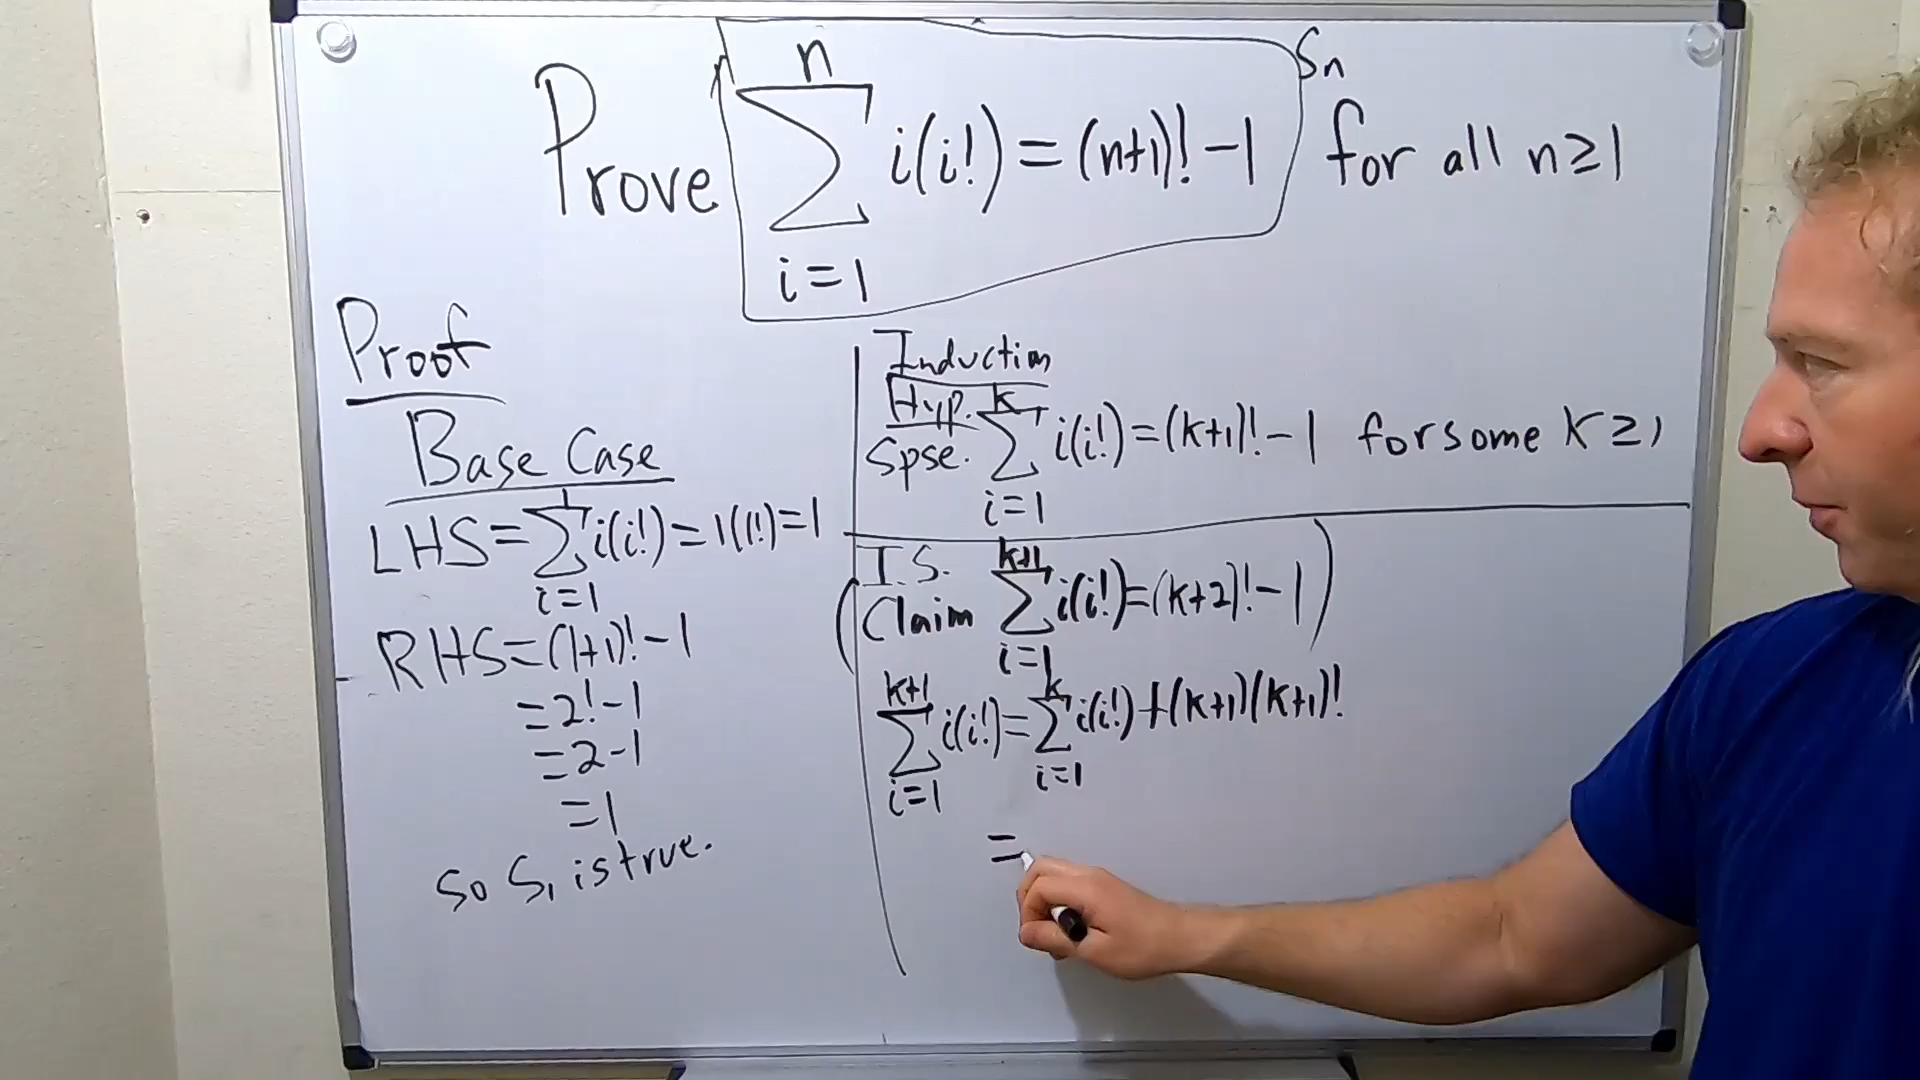 Prove n∑i=1 i(i!) = (n+1)! - 1 for all n ≥ 1
Sn
Proof
Base Case
LHS = 1∑i=1 i(i!) = 1(1!) = 1
RHS = (1+1)! - 1
= 2! - 1
= 2 - 1
= 1
So S₁ is true.
Induction
Hyp.
Spse. k∑i=1 i(i!) = (k+1)! - 1 for some k ≥ 1
I.S.
(Claim k+1∑i=1 i(i!) = (k+2)! - 1)
k+1∑i=1 i(i!) = k∑i=1 i(i!) + (k+1)(k+1)!
=